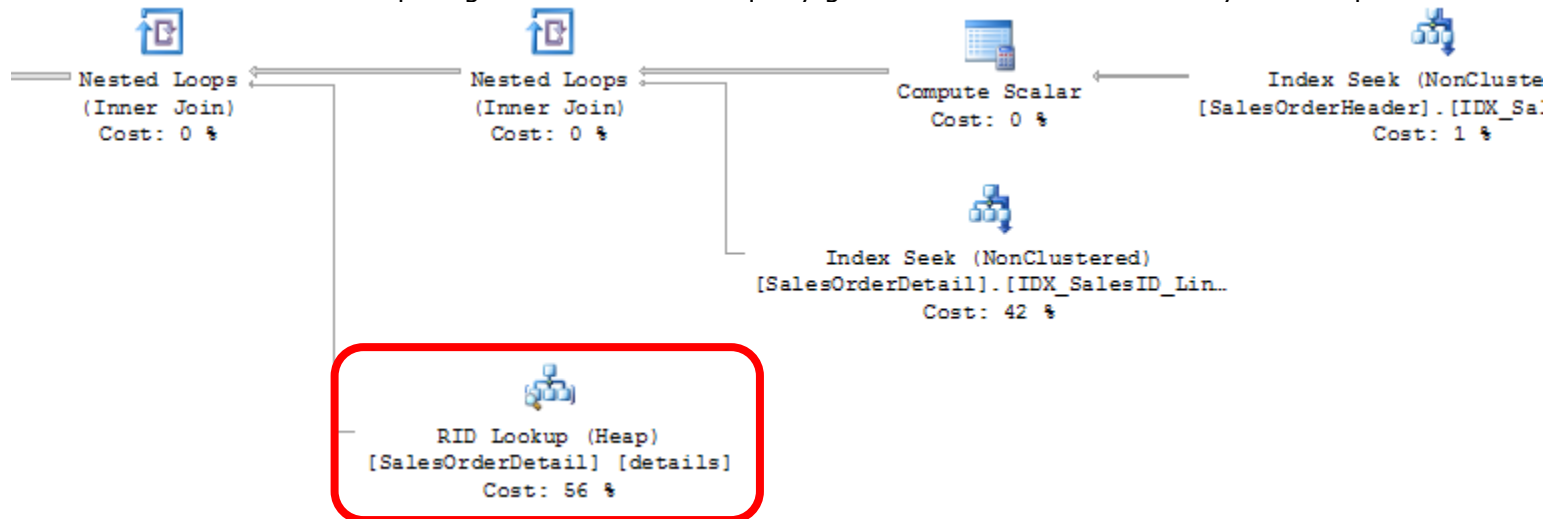 Nested Loops
(Inner Join)
Cost: 0 %
Nested Loops
(Inner Join)
Cost: 0 %
Compute Scalar
Cost: 0 %
Index Seek (NonCluste
[SalesOrderHeader].[IDX_Sal
Cost: 1 %
Index Seek (NonClustered)
[SalesOrderDetail].[IDX_SalesID_Lin…
Cost: 42 %
RID Lookup (Heap)
[SalesOrderDetail] [details]
Cost: 56 %